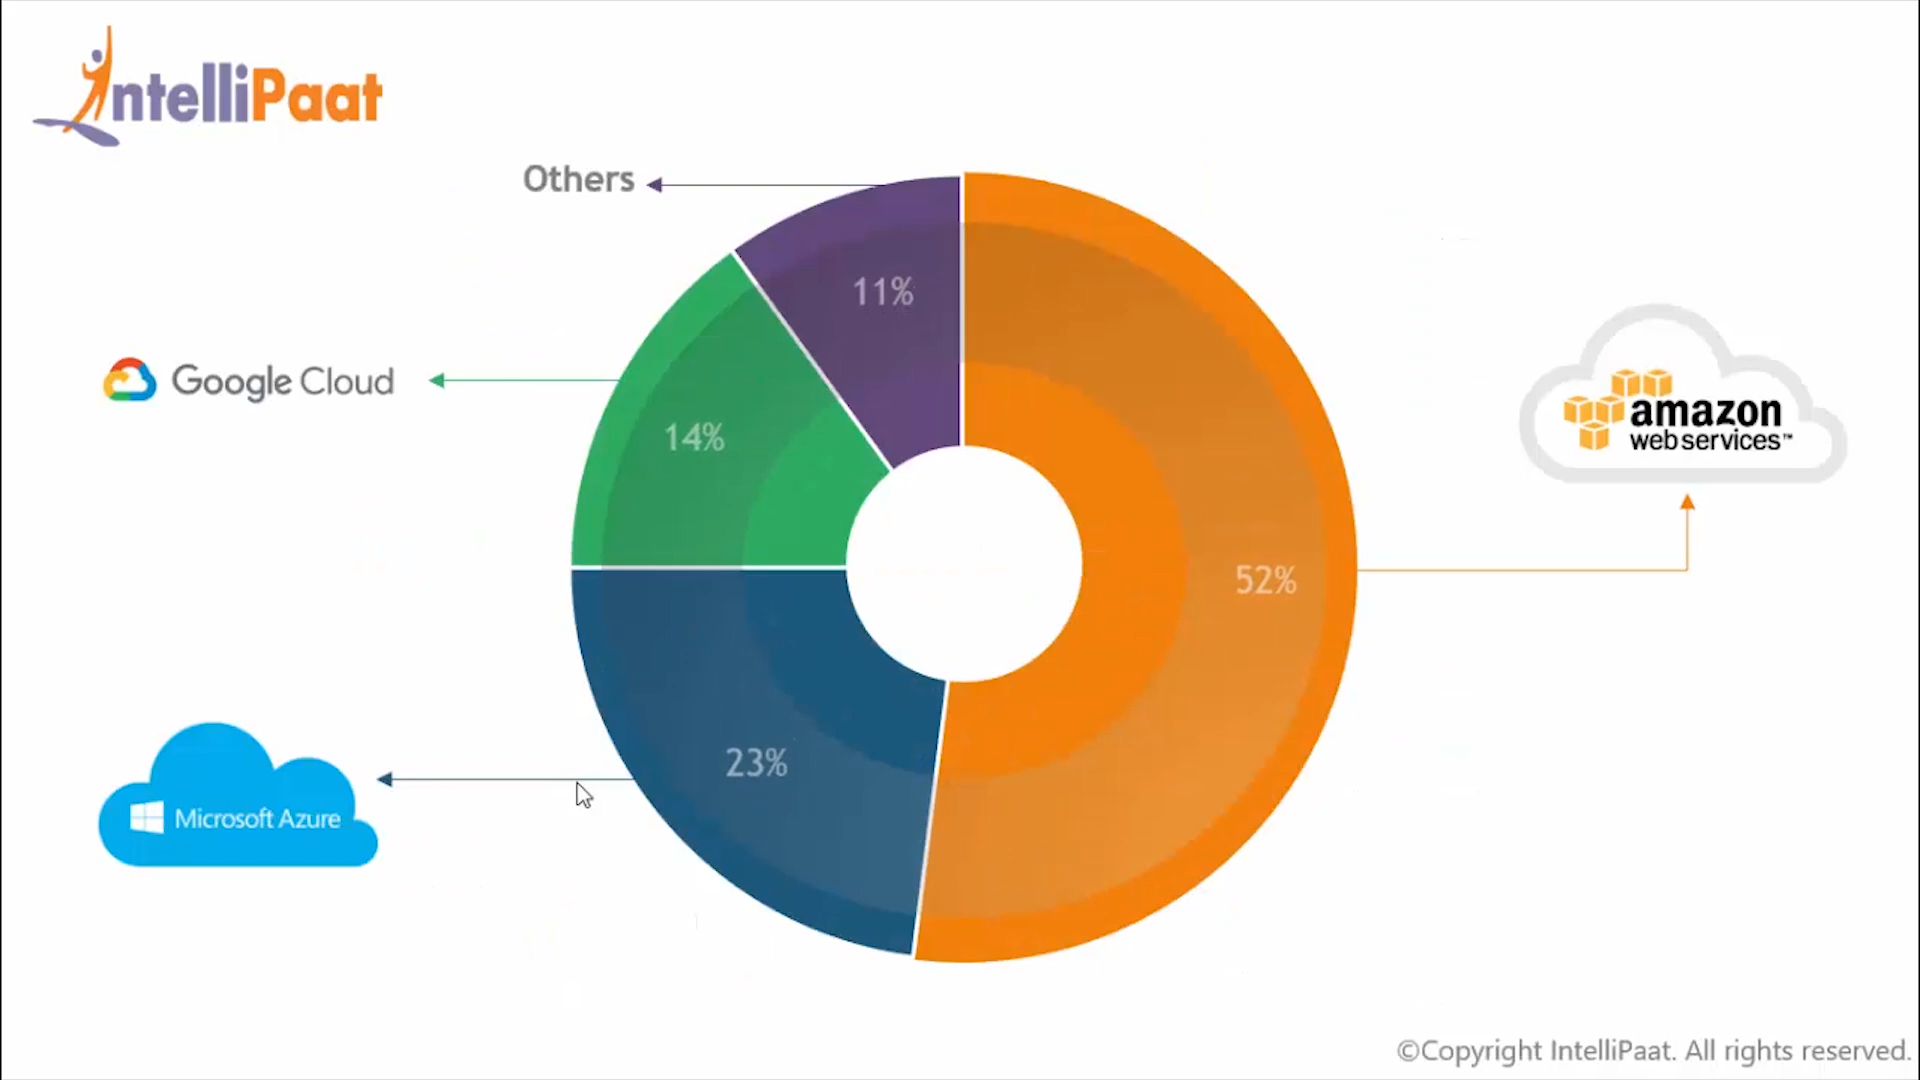 IntelliPaat
Others
11%
Google Cloud
14%
amazon
webservices™
52%
23%
Microsoft Azure
©Copyright IntelliPaat. All rights reserved.